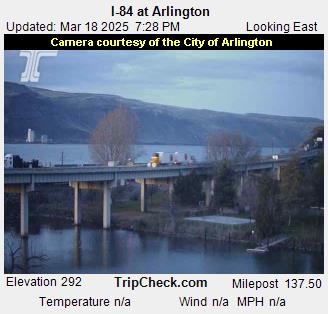 I-84 at Arlington
Updated: Mar 18 2025 7:28 PM Looking East
Camera courtesy of the City of Arlington
Elevation 292 TripCheck.com Milepost 137.50
Temperature n/a Wind n/a MPH n/a